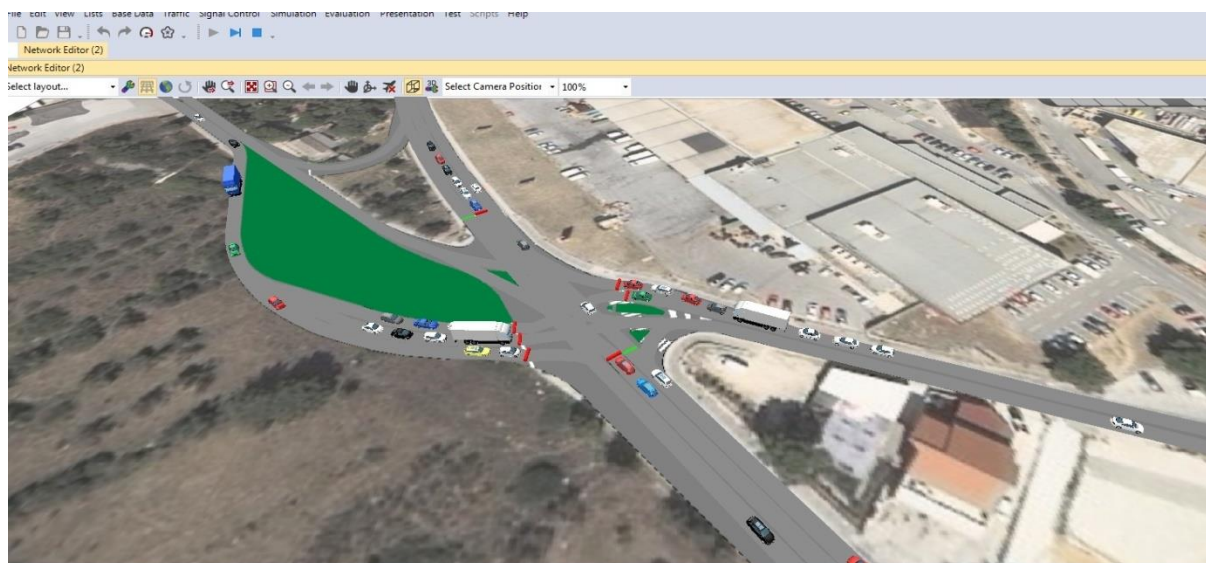 File Edit View Lists Base Data Traffic Signal Control Simulation Evaluation Presentation Test Scripts Help
Network Editor (2)
Network Editor (2)
Select layout... Select Camera Position 100%